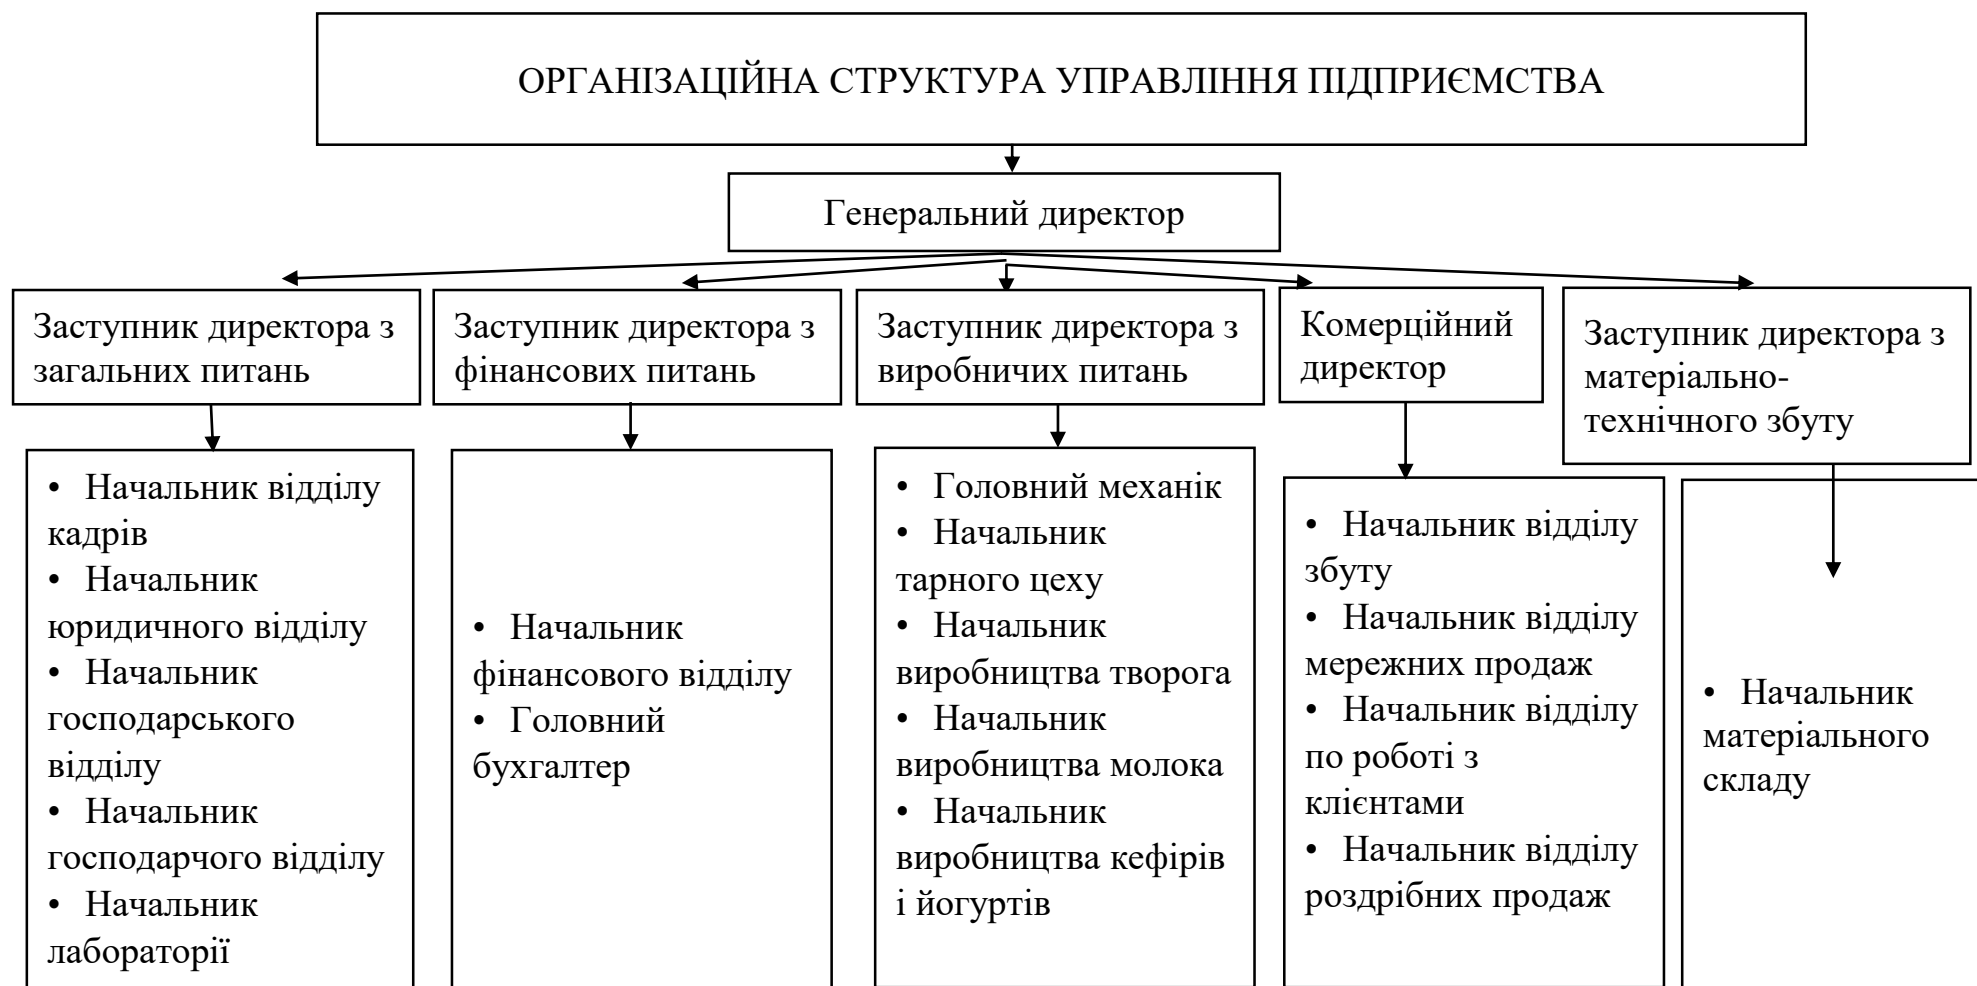 ОРГАНІЗАЦІЙНА СТРУКТУРА УПРАВЛІННЯ ПІДПРИЄМСТВА
Генеральний директор
Заступник директора з
загальних питань
Заступник директора з
фінансових питань
Заступник директора з
виробничих питань
Комерційний
директор
Заступник директора з
матеріально-
технічного збуту
• Начальник відділу
кадрів
• Начальник
юридичного відділу
• Начальник
господарського
відділу
• Начальник
господарчого відділу
• Начальник
лабораторії
• Начальник
фінансового відділу
• Головний
бухгалтер
• Головний механік
• Начальник
тарного цеху
• Начальник
виробництва творога
• Начальник
виробництва молока
• Начальник
виробництва кефірів
і йогуртів
• Начальник відділу
збуту
• Начальник відділу
мережних продаж
• Начальник відділу
по роботі з
клієнтами
• Начальник відділу
роздрібних продаж
• Начальник
матеріального
складу